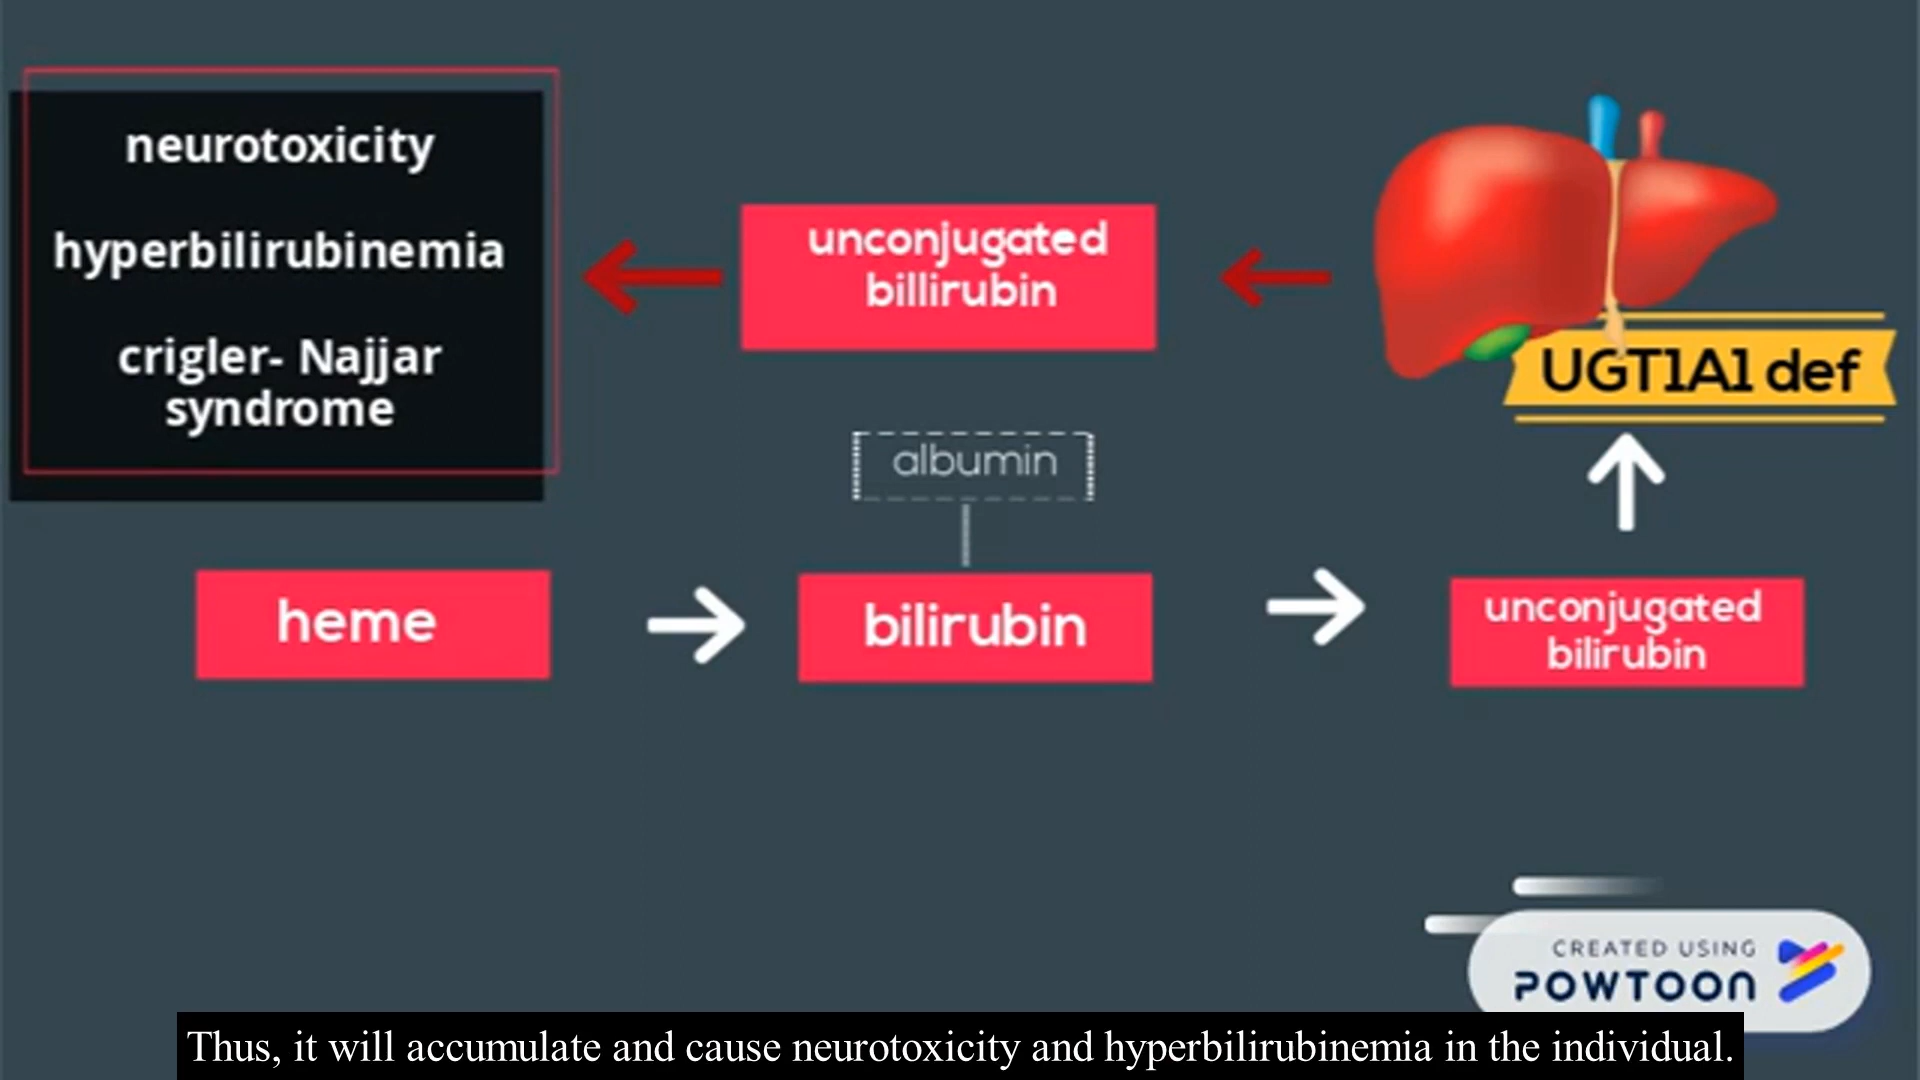 neurotoxicity
hyperbilirubinemia
crigler- Najjar
syndrome
unconjugated
billirubin
UGT1A1 def
albumin
heme
bilirubin
unconjugated
bilirubin
CREATED USING
POWTOON
Thus, it will accumulate and cause neurotoxicity and hyperbilirubinemia in the individual.